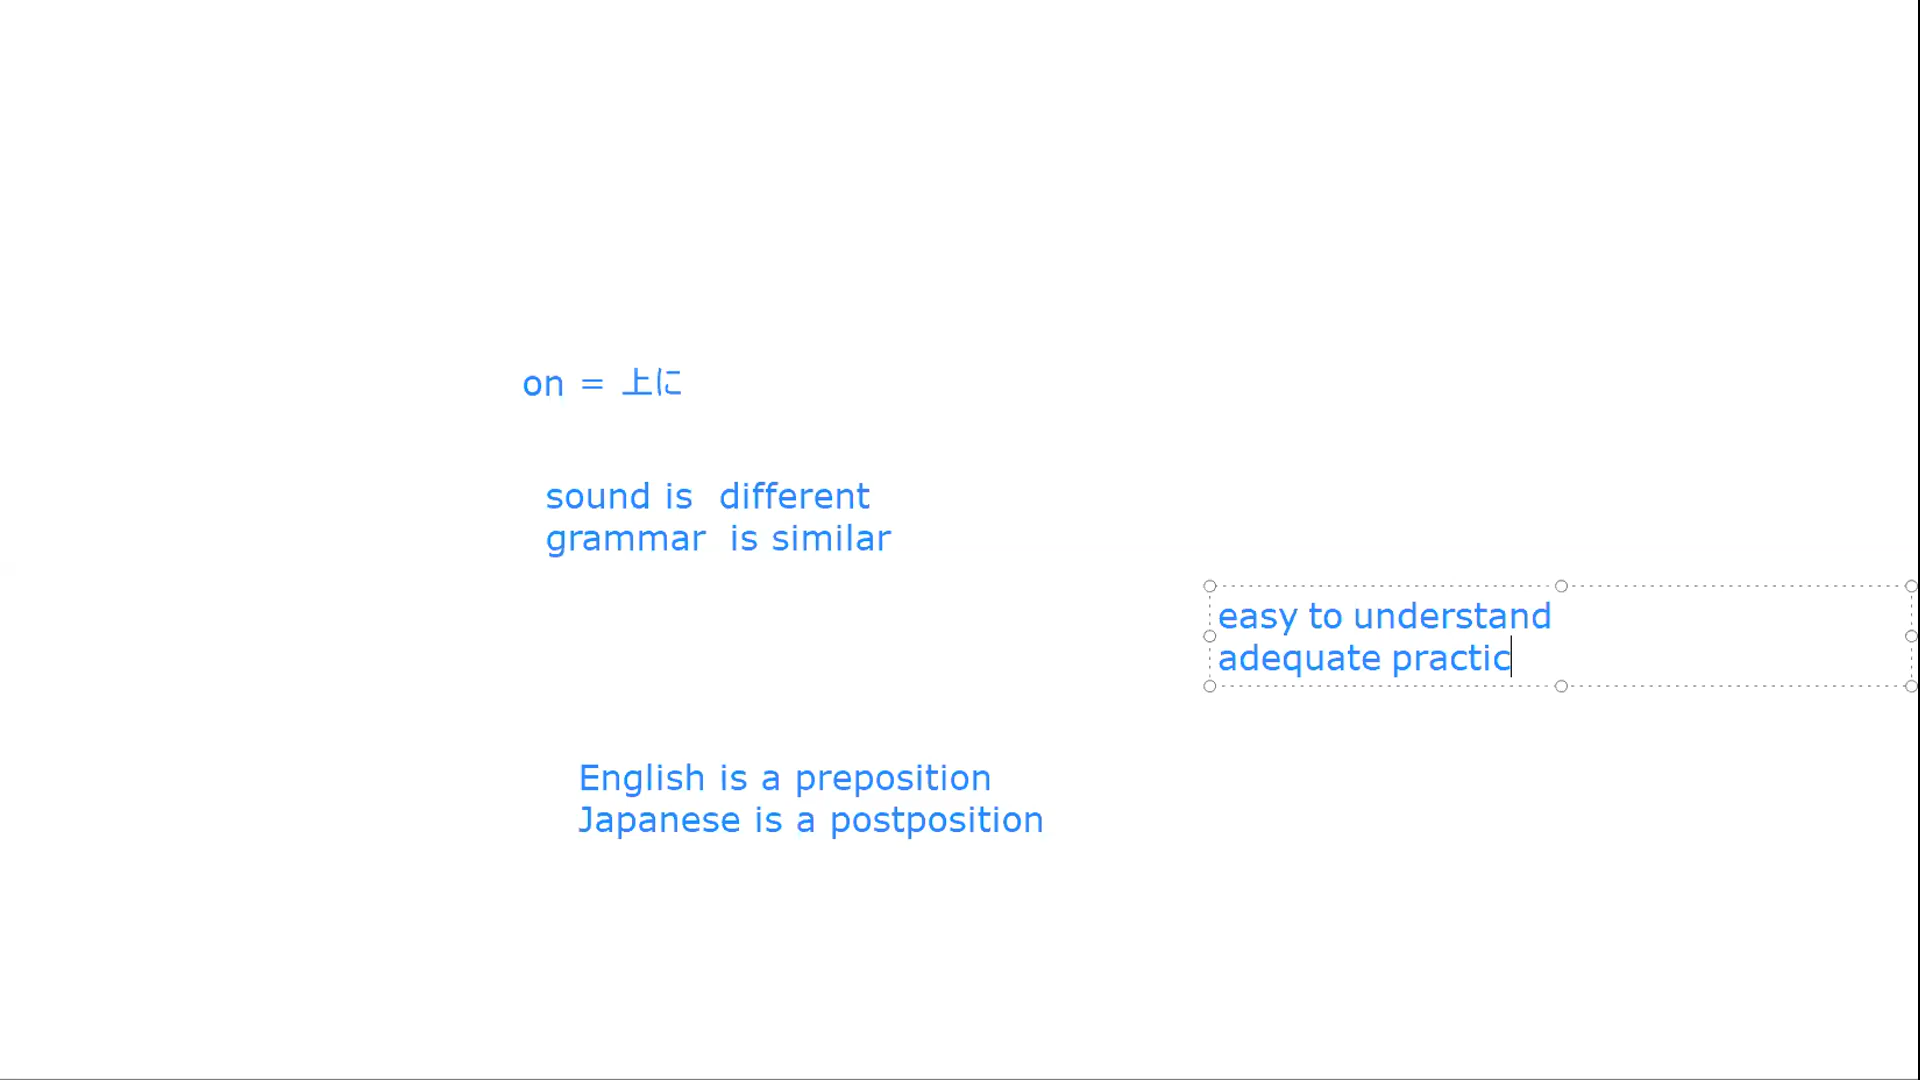 on = 上に
sound is different
grammar is similar
easy to understand
adequate practic
English is a preposition
Japanese is a postposition